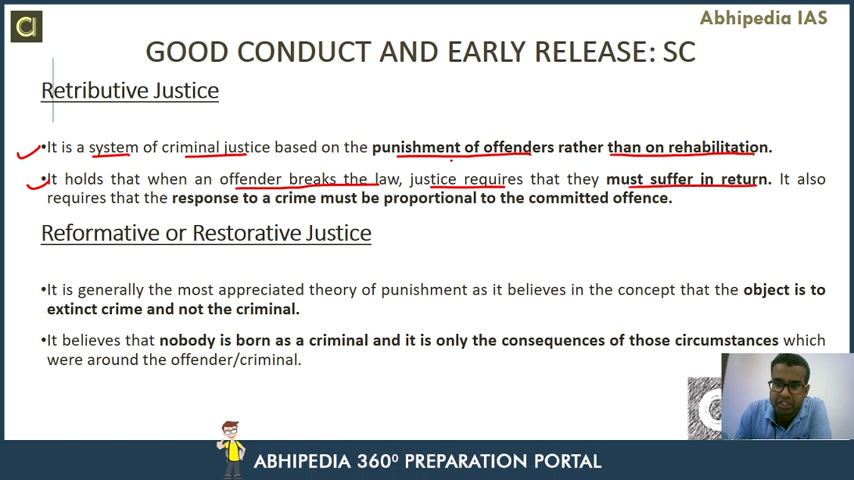 Abhipedia IAS
GOOD CONDUCT AND EARLY RELEASE: SC
Retributive Justice
•It is a system of criminal justice based on the punishment of offenders rather than on rehabilitation.
•It holds that when an offender breaks the law, justice requires that they must suffer in return. It also
requires that the response to a crime must be proportional to the committed offence.
Reformative or Restorative Justice
•It is generally the most appreciated theory of punishment as it believes in the concept that the object is to
extinct crime and not the criminal.
•It believes that nobody is born as a criminal and it is only the consequences of those circumstances which
were around the offender/criminal.
ABHIPEDIA 360⁰ PREPARATION PORTAL